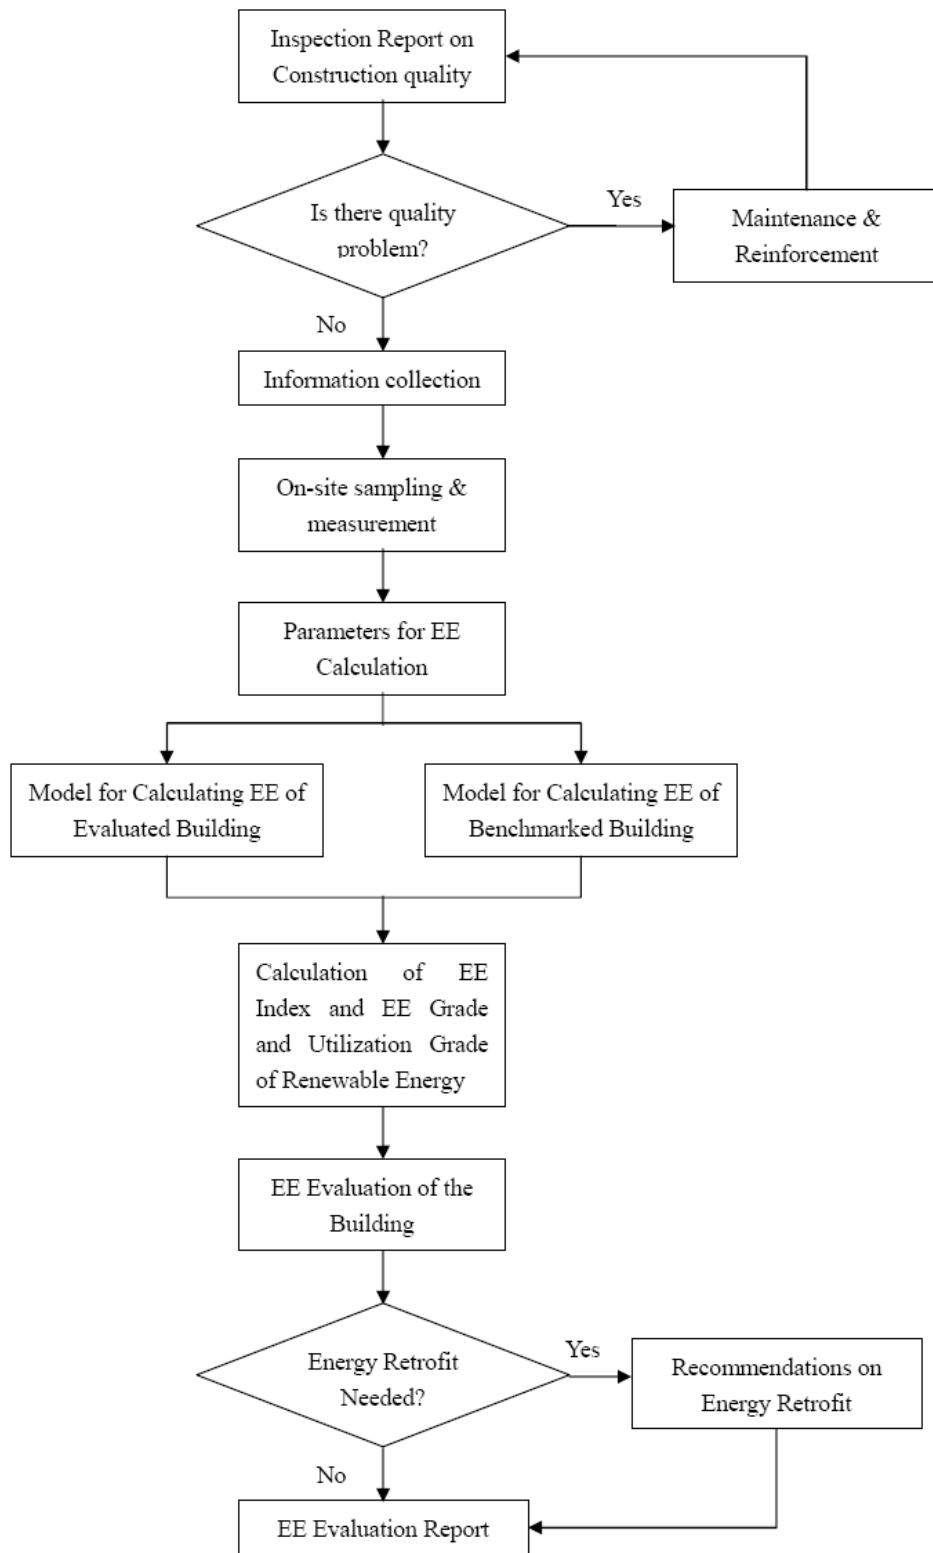 Inspection Report on
Construction quality
Is there quality
problem?
Yes
Maintenance &
Reinforcement
No
Information collection
On-site sampling &
measurement
Parameters for EE
Calculation
Model for Calculating EE of
Evaluated Building
Model for Calculating EE of
Benchmarked Building
Calculation of EE
Index and EE Grade
and Utilization Grade
of Renewable Energy
EE Evaluation of the
Building
Energy Retrofit
Needed?
Yes
Recommendations on
Energy Retrofit
No
EE Evaluation Report